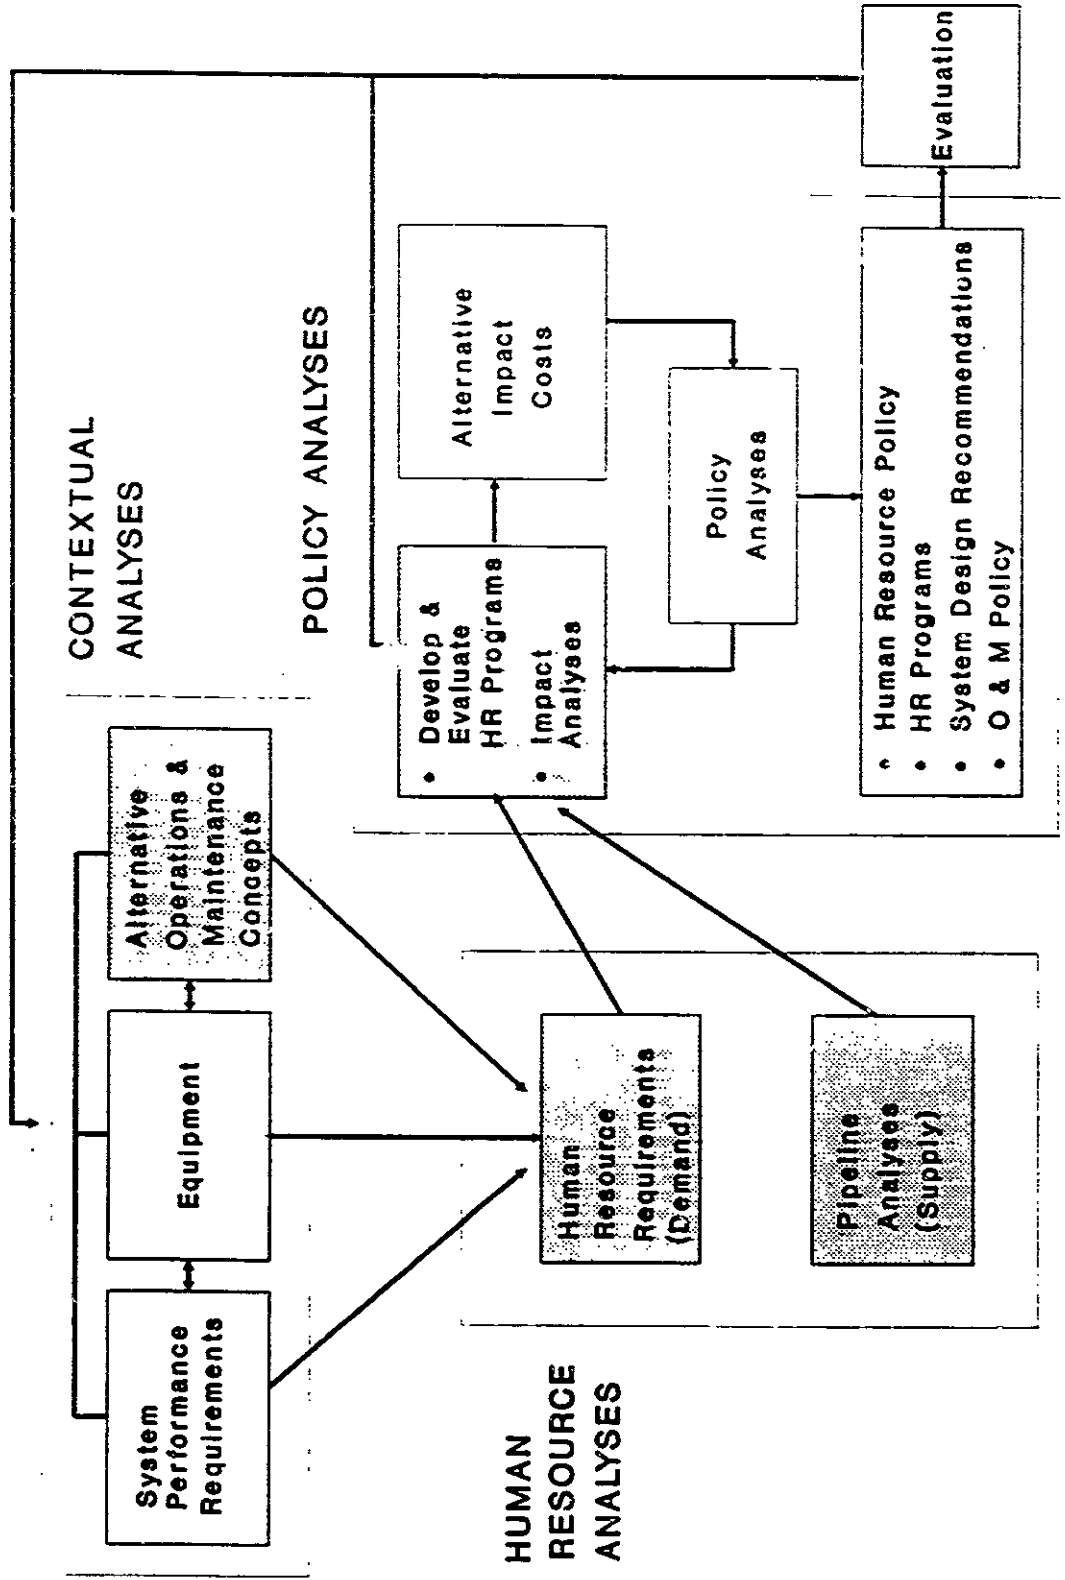 CONTEXTUAL
ANALYSES
System
Performance
Requirements
Equipment
Alternative
Operations &
Maintenance
Concepts
HUMAN
RESOURCE
ANALYSES
Human
Resource
Requirements
(Demand)
Pipeline
Analyses
(Supply)
POLICY ANALYSES
• Develop &
Evaluate
HR Programs
• Impact
Analyses
Alternative
Impact
Costs
Policy
Analyses
• Human Resource Policy
• HR Programs
• System Design Recommendations
• O & M Policy
Evaluation